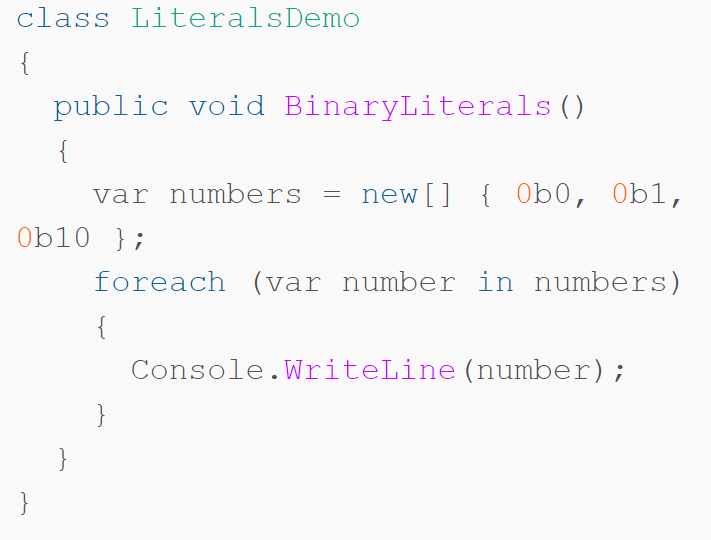 class LiteralsDemo
{
  public void BinaryLiterals()
  {
    var numbers = new[] { 0b0, 0b1,
0b10 };
    foreach (var number in numbers)
    {
      Console.WriteLine(number);
    }
  }
}